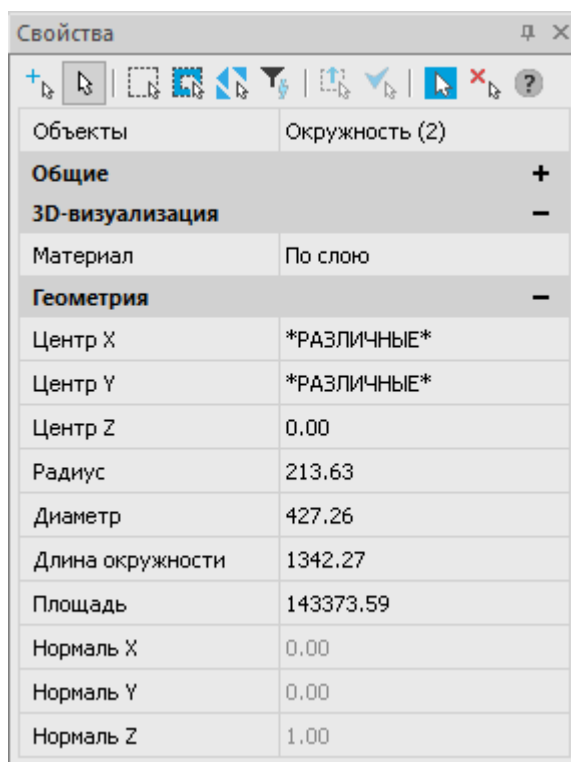 Свойства
Объекты Окружность (2)
Общие
3D-визуализация
Материал По слою
Геометрия
Центр X *РАЗЛИЧНЫЕ*
Центр Y *РАЗЛИЧНЫЕ*
Центр Z 0.00
Радиус 213.63
Диаметр 427.26
Длина окружности 1342.27
Площадь 143373.59
Нормаль X 0.00
Нормаль Y 0.00
Нормаль Z 1.00